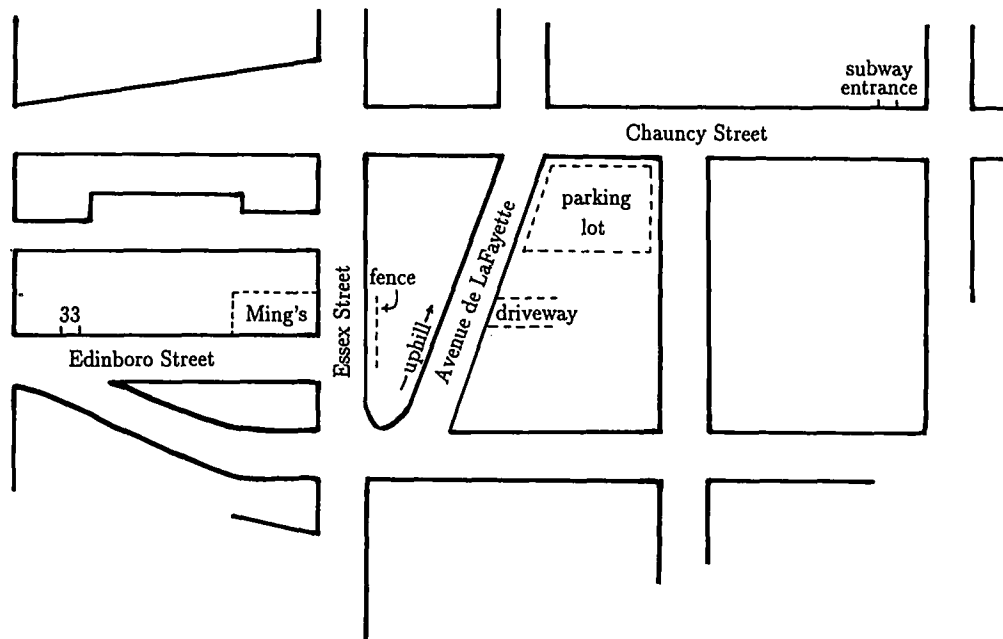 subway
entrance
Chauncy Street
parking
lot
fence
Avenue de LaFayette
Essex Street
uphill
driveway
33
Ming's
Edinboro Street